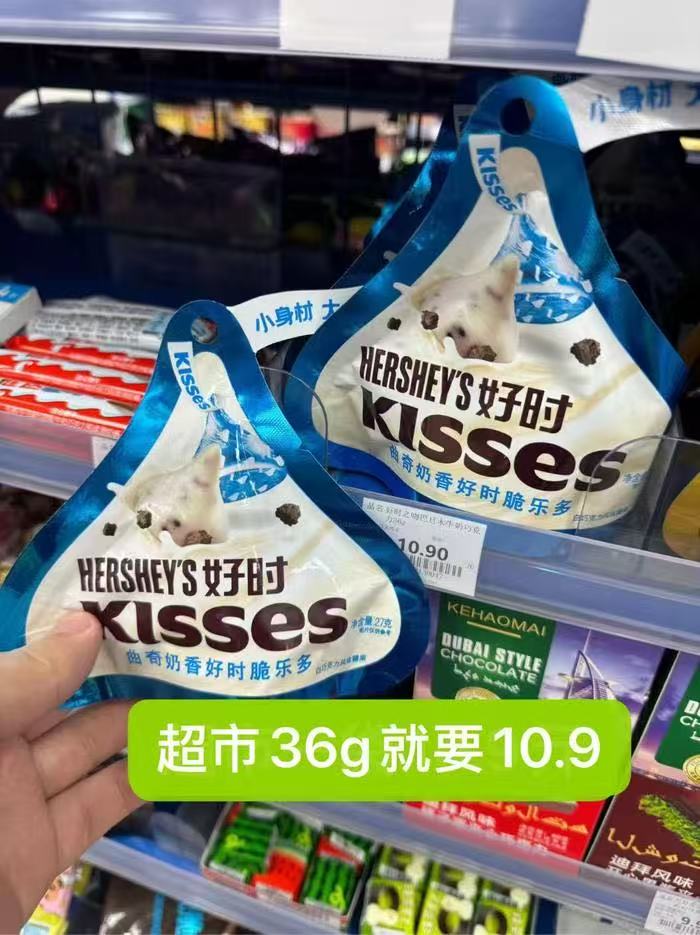 小身材 大
Kisses
HERSHEY'S 好时
Kisses
曲奇奶香好时脆乐多
小身材 大
Kisses
HERSHEY'S 好时
Kisses
净含量:27克
曲奇奶香好时脆乐多
10.90
KEHAOMAI
DUBAI STYLE
CHOCOLATE
超市36g就要10.9
迪拜风味